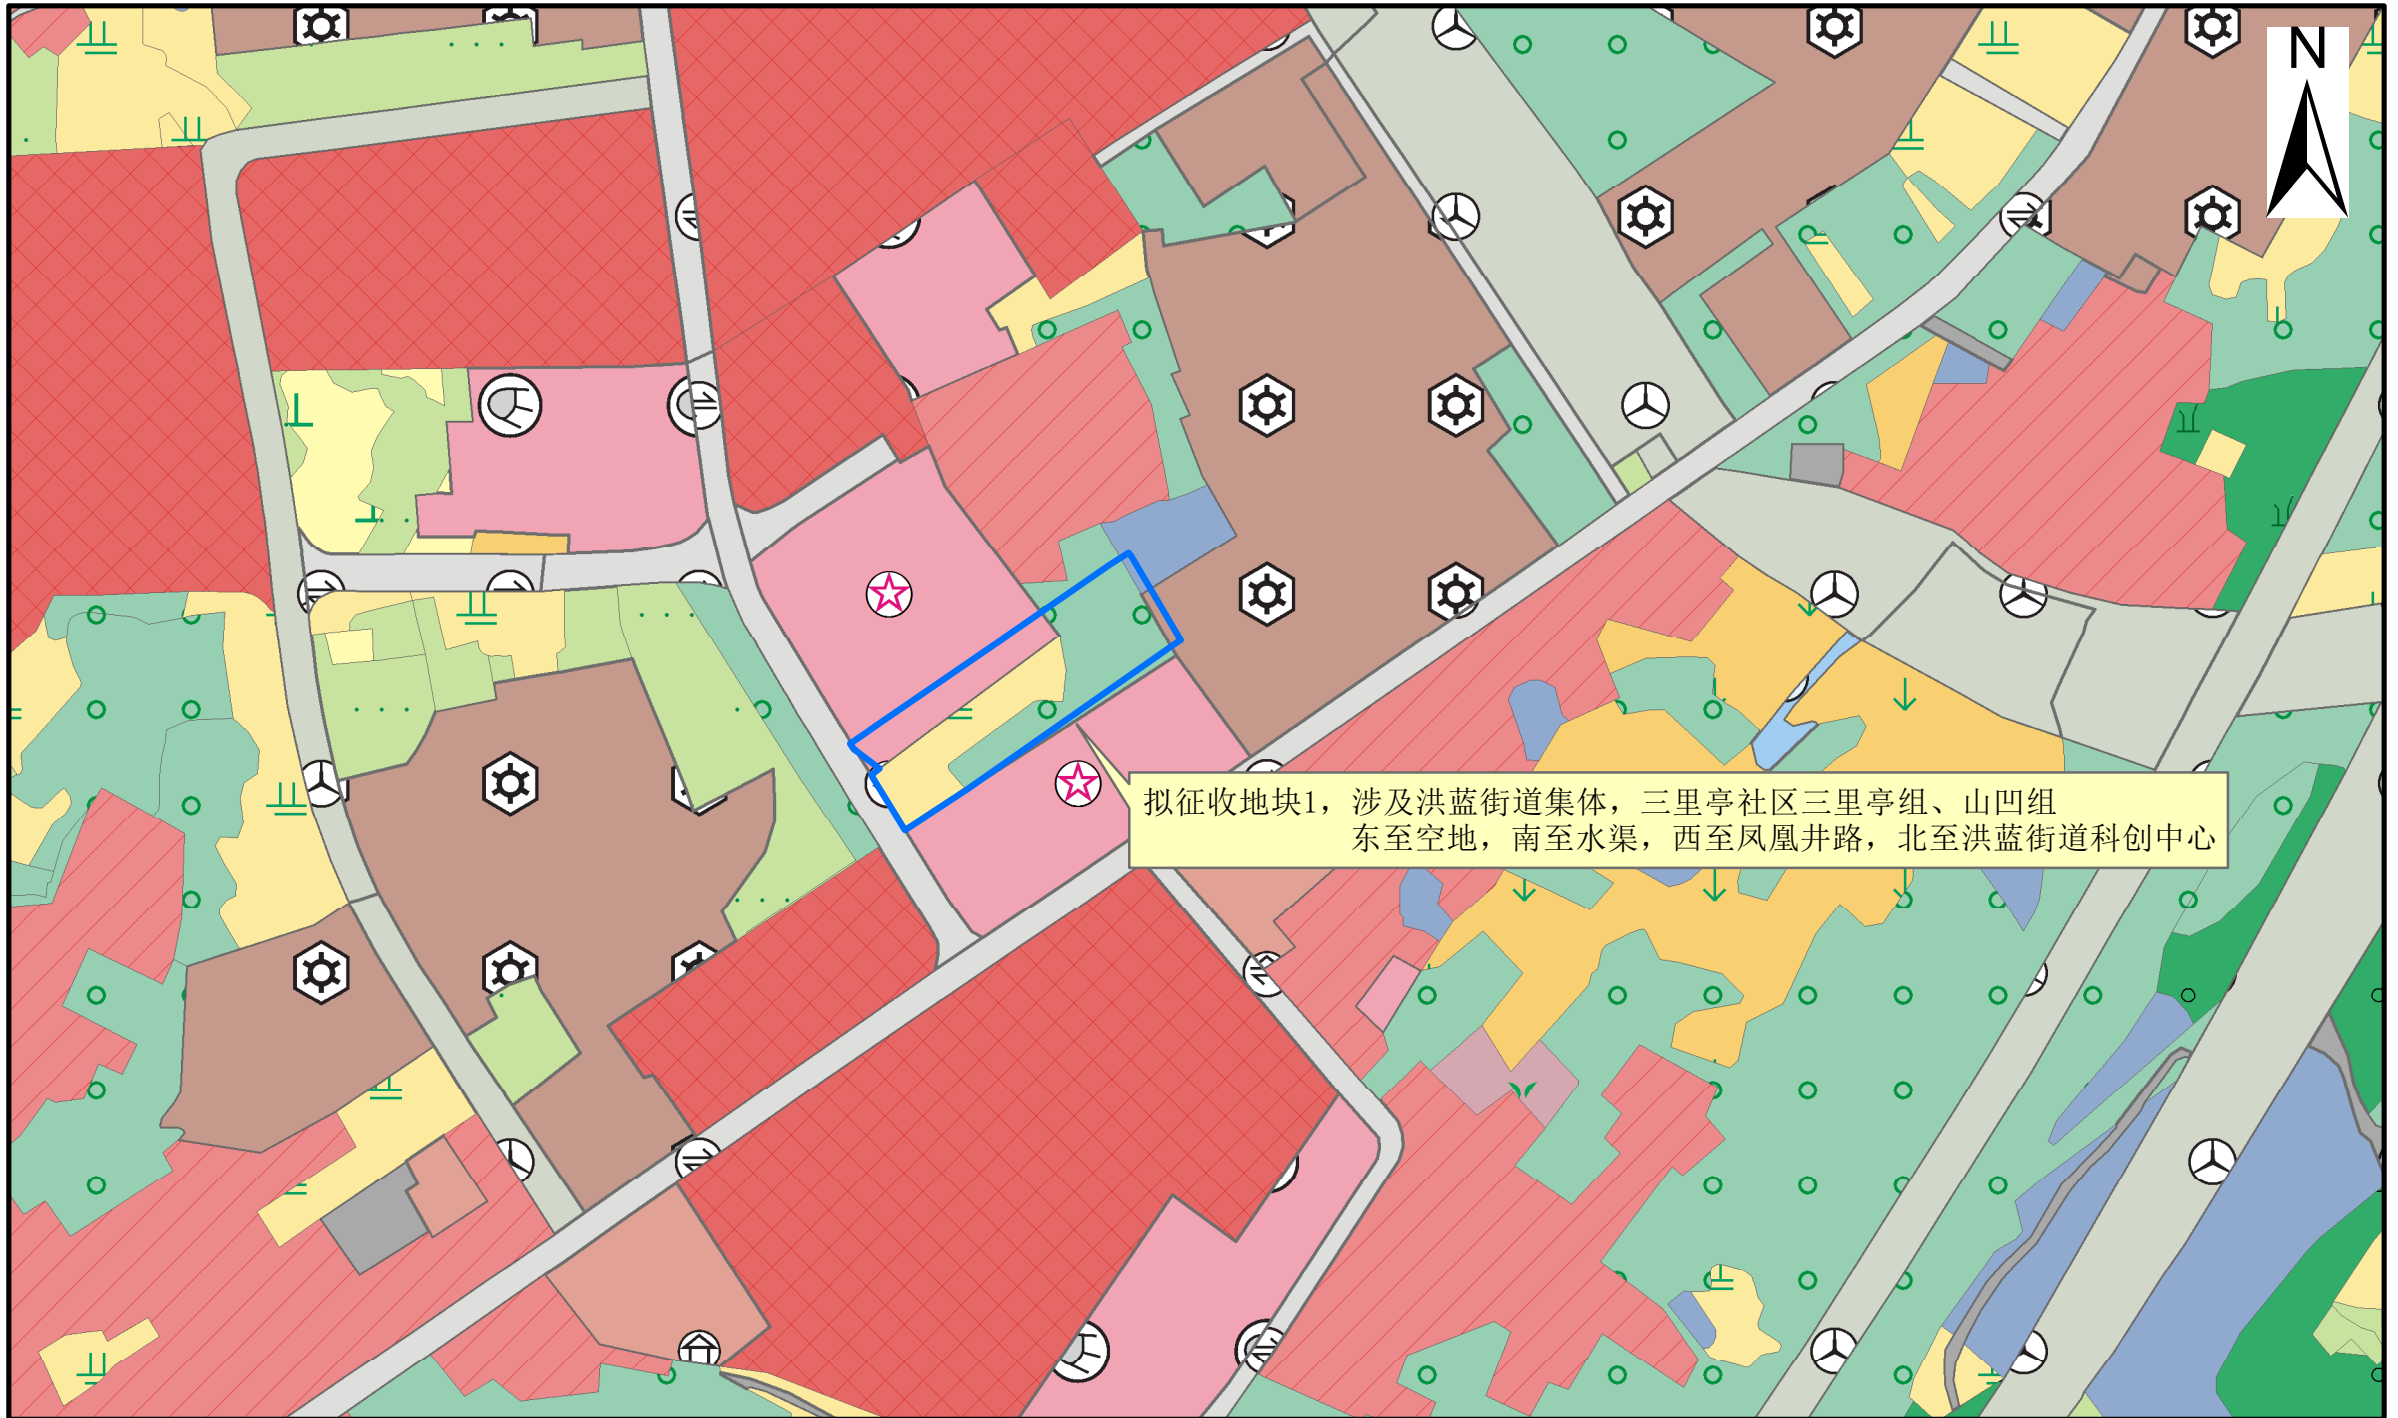 N
拟征收地块1，涉及洪蓝街道集体，三里亭社区三里亭组、山凹组
东至空地，南至水渠，西至凤凰井路，北至洪蓝街道科创中心